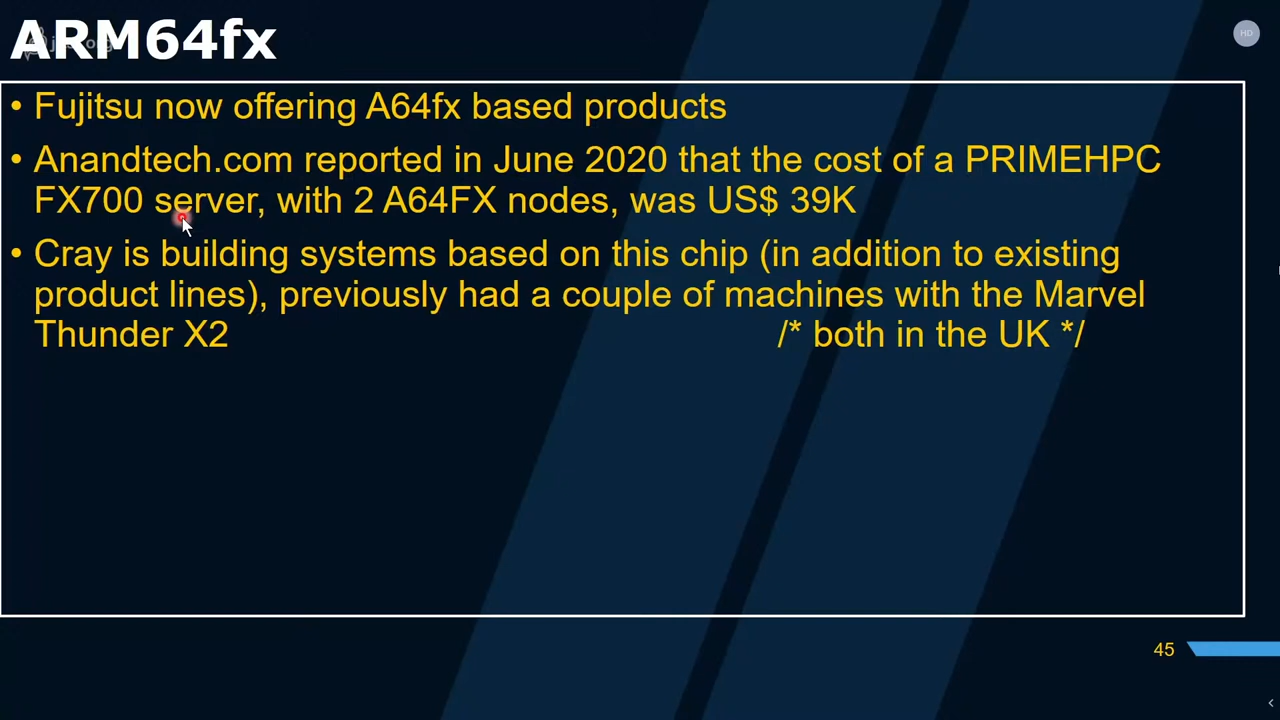 ARM64fx
HD
• Fujitsu now offering A64fx based products
• Anandtech.com reported in June 2020 that the cost of a PRIMEHPC
FX700 server, with 2 A64FX nodes, was US$ 39K
• Cray is building systems based on this chip (in addition to existing
product lines), previously had a couple of machines with the Marvel
Thunder X2 /* both in the UK */
45